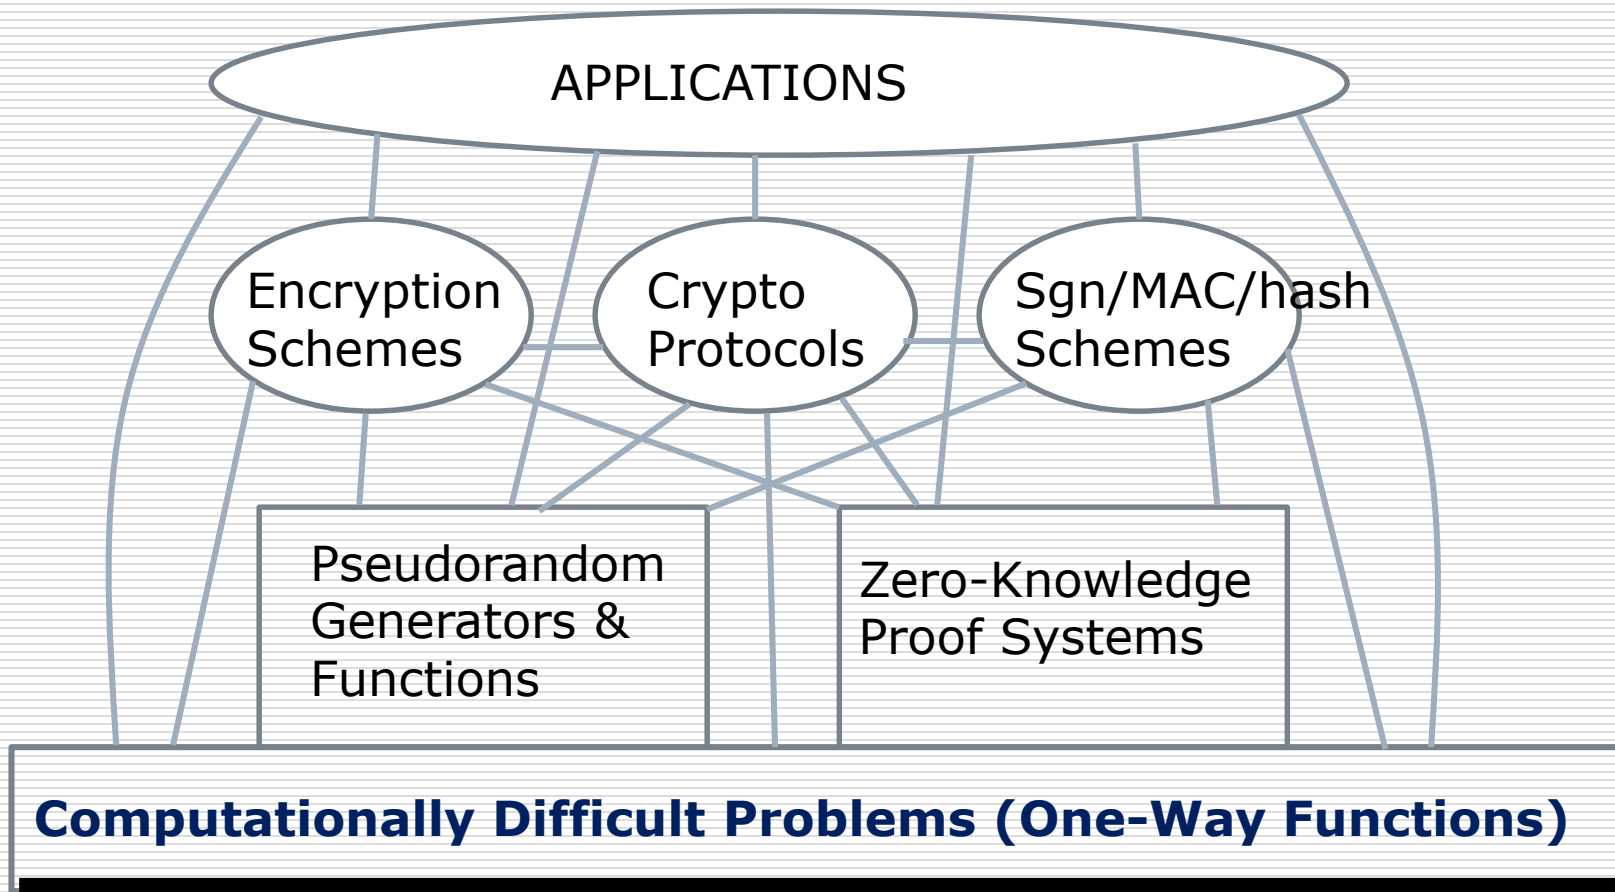 APPLICATIONS
Encryption
Schemes
Crypto
Protocols
Sgn/MAC/hash
Schemes
Pseudorandom
Generators &
Functions
Zero-Knowledge
Proof Systems
Computationally Difficult Problems (One-Way Functions)